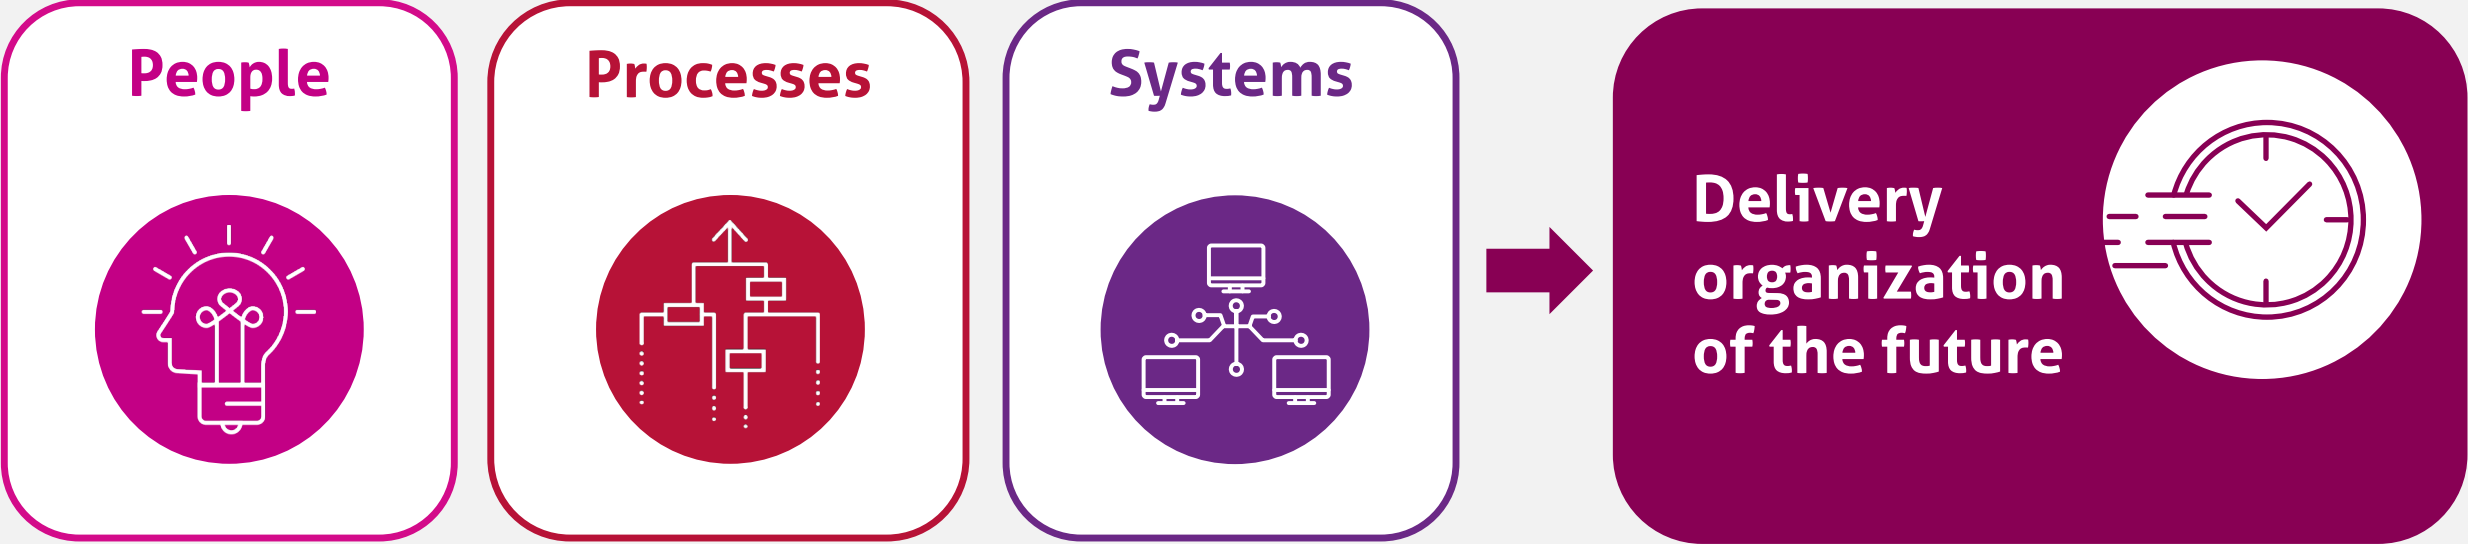 People
Processes
Systems
Delivery
organization
of the future